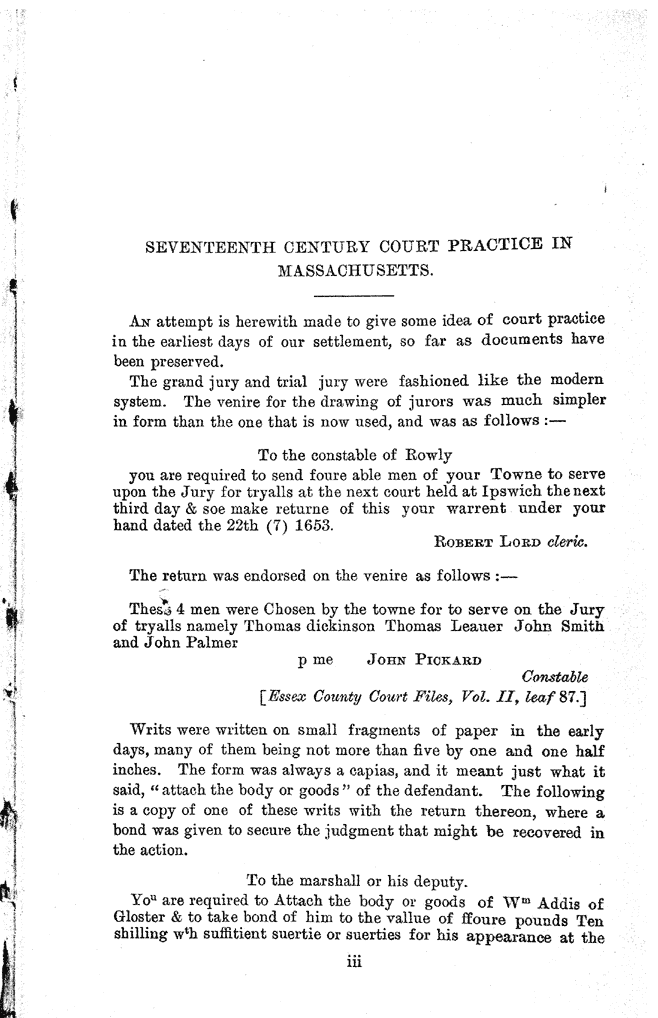 SEVENTEENTH CENTURY COURT PRACTICE IN
MASSACHUSETTS.
AN attempt is herewith made to give some idea of court practice
in the earliest days of our settlement, so far as documents have
been preserved.
The grand jury and trial jury were fashioned like the modern
system. The venire for the drawing of jurors was much simpler
in form than the one that is now used, and was as follows :—
To the constable of Rowly
you are required to send foure able men of your Towne to serve
upon the Jury for tryalls at the next court held at Ipswich the next
third day & soe make returne of this your warrent under your
hand dated the 22th (7) 1653.
ROBERT LORD cleric.
The return was endorsed on the venire as follows :—
These 4 men were Chosen by the towne for to serve on the Jury
of tryalls namely Thomas dickinson Thomas Leauer John Smith
and John Palmer
p me JOHN PICKARD
Constable
[Essex County Court Files, Vol. II, leaf 87.]
Writs were written on small fragments of paper in the early
days, many of them being not more than five by one and one half
inches. The form was always a capias, and it meant just what it
said, "attach the body or goods" of the defendant. The following
is a copy of one of these writs with the return thereon, where a
bond was given to secure the judgment that might be recovered in
the action.
To the marshall or his deputy.
Yoᵘ are required to Attach the body or goods of Wᵐ Addis of
Gloster & to take bond of him to the vallue of ffoure pounds Ten
shilling wᵗh suffitient suertie or suerties for his appearance at the
iii